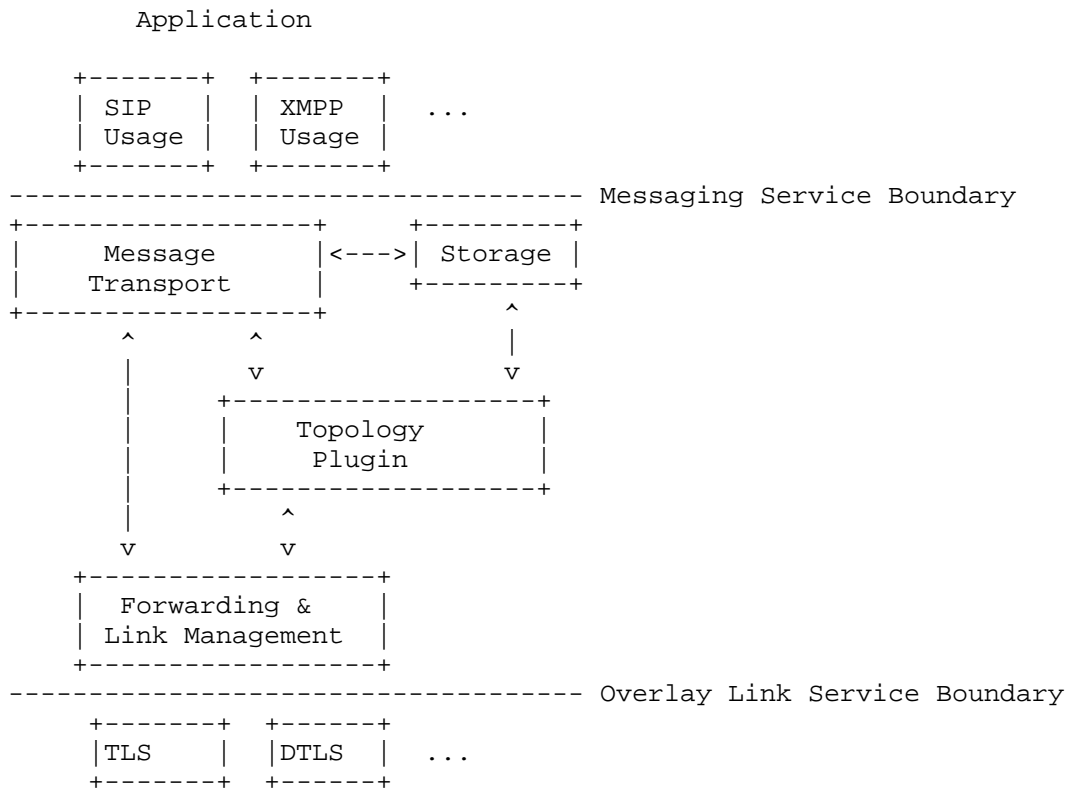 Application
SIP XMPP ...
Usage Usage
Messaging Service Boundary
Message <---> Storage
Transport
Topology
Plugin
Forwarding &
Link Management
Overlay Link Service Boundary
TLS DTLS ...